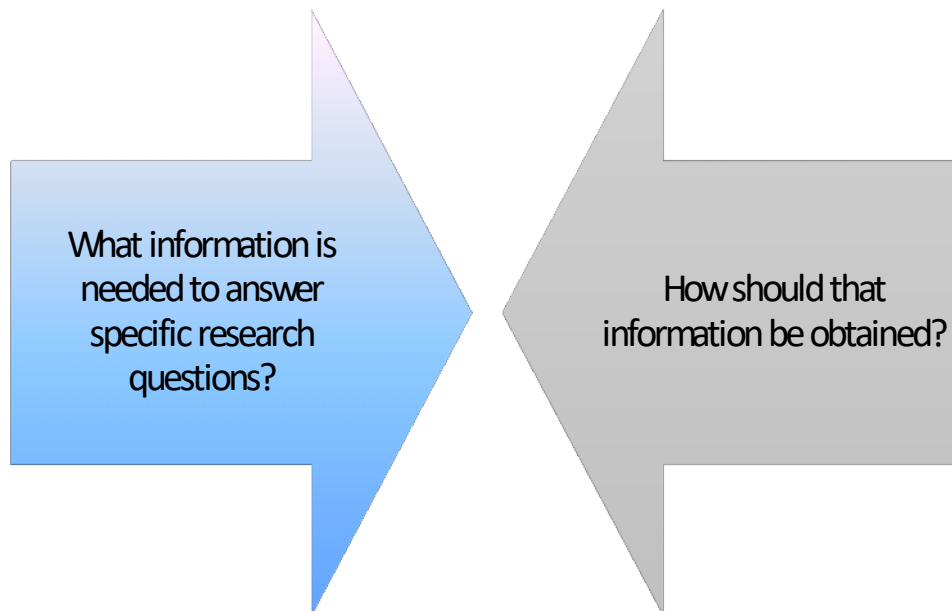 What information is
needed to answer
specific research
questions?
How should that
information be obtained?